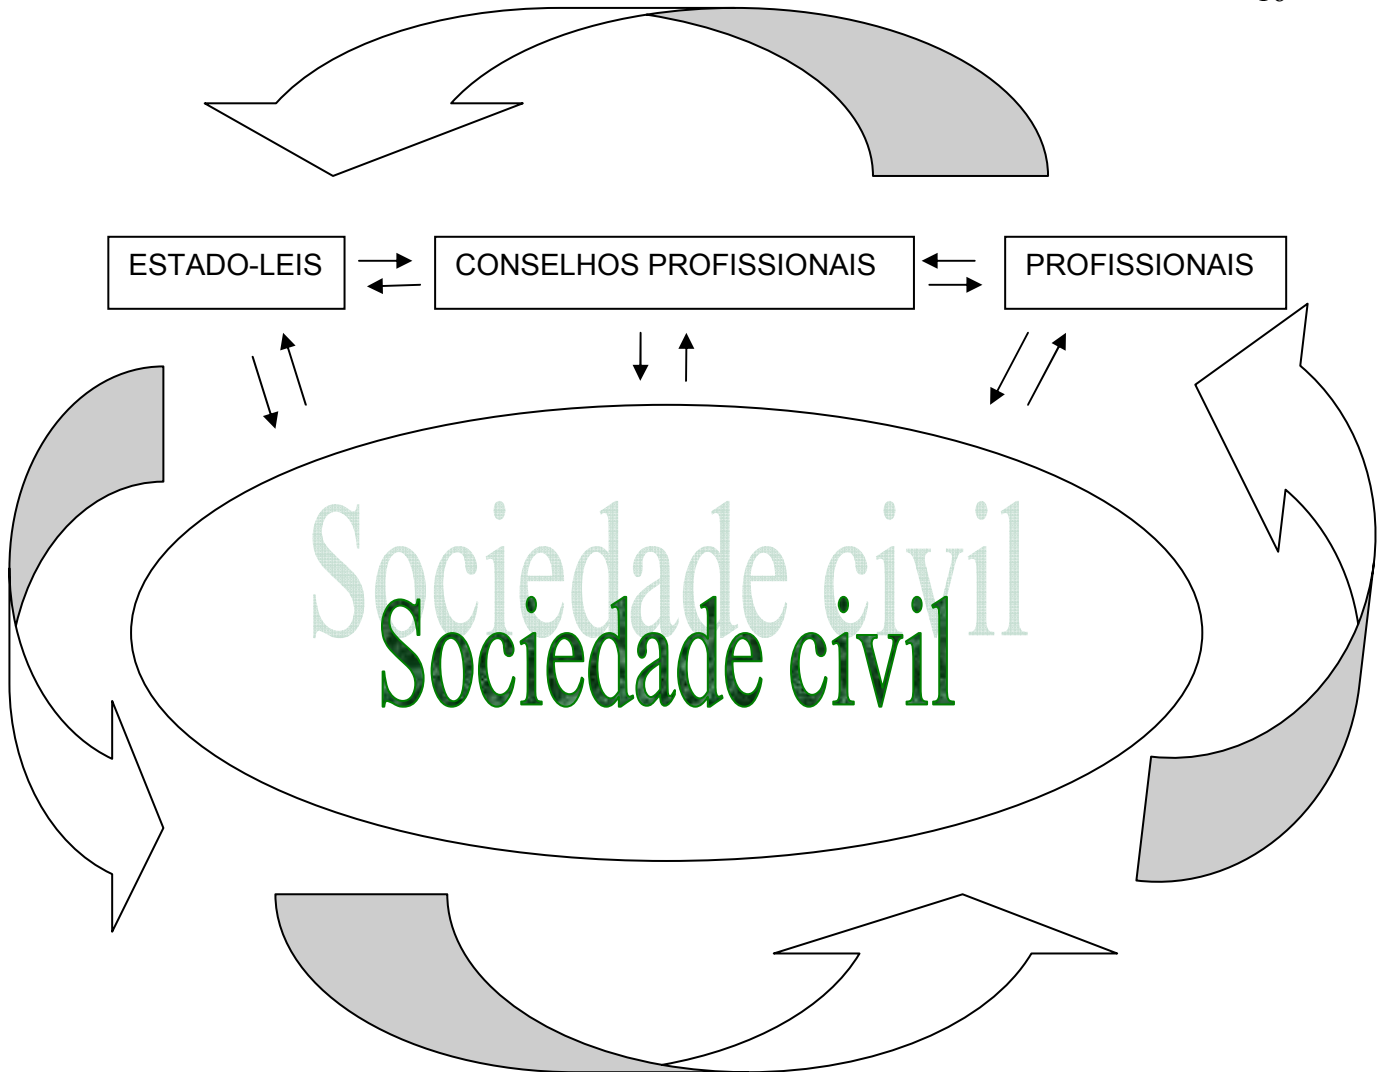 ESTADO-LEIS
CONSELHOS PROFISSIONAIS
PROFISSIONAIS
Sociedade civil
Sociedade civil